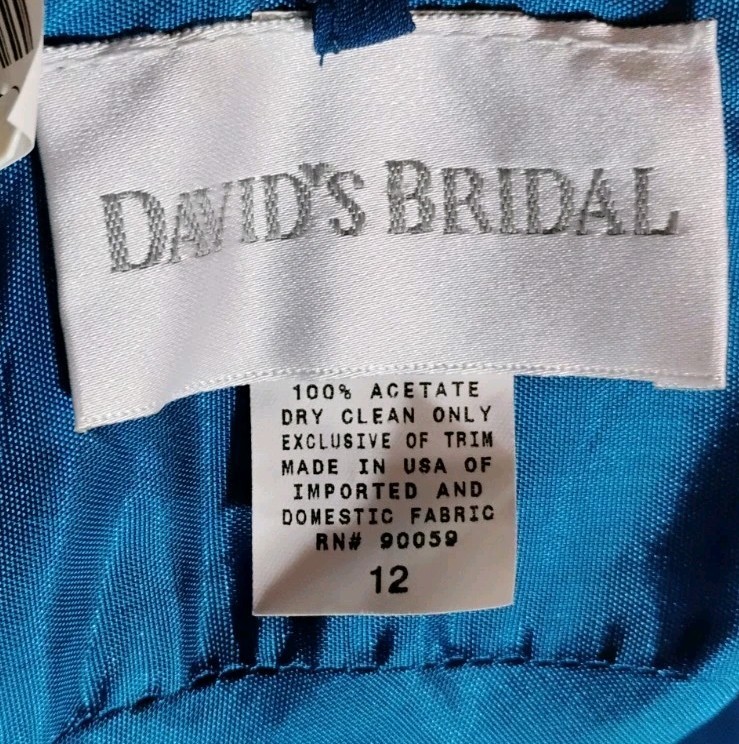 DAVID'S BRIDAL
100% ACETATE
DRY CLEAN ONLY
EXCLUSIVE OF TRIM
MADE IN USA OF
IMPORTED AND
DOMESTIC FABRIC
RN# 90059
12